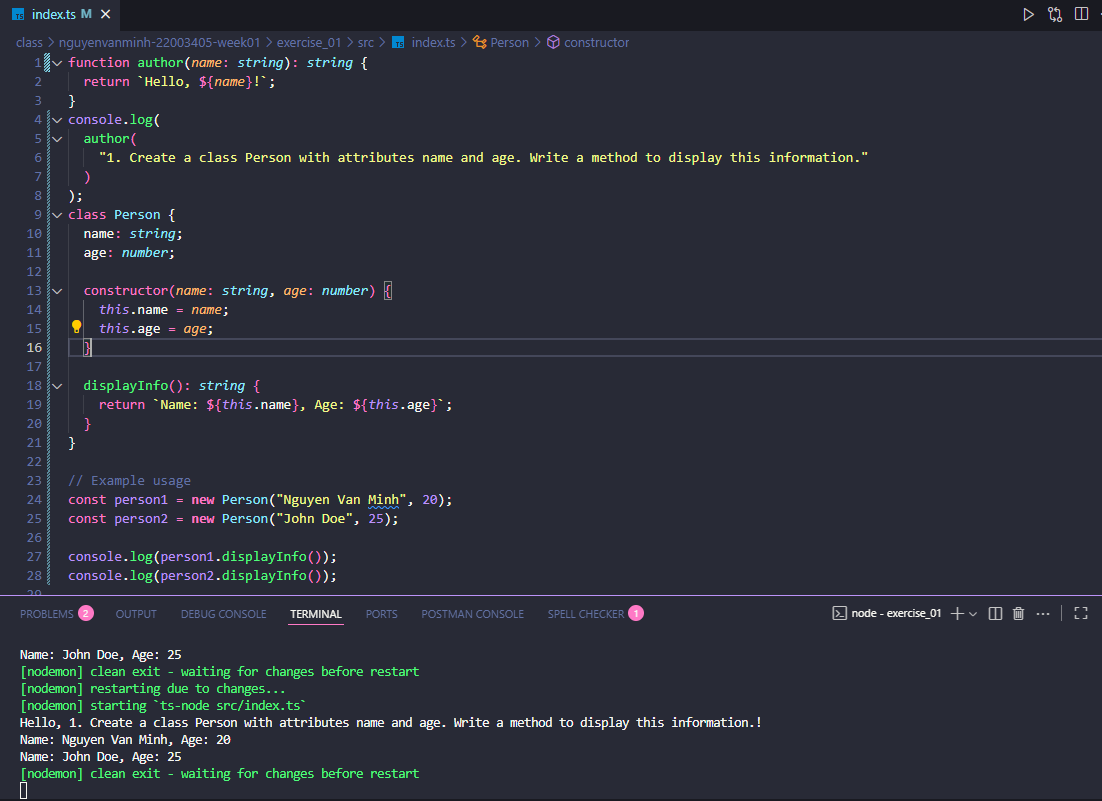 index.ts M
class > nguyenvanminh-22003405-week01 > exercise_01 > src > index.ts > Person > constructor
1 function author(name: string): string {
2 return `Hello, ${name}!`;
3 }
4 console.log(
5 author(
6 "1. Create a class Person with attributes name and age. Write a method to display this information."
7 )
8 );
9 class Person {
10 name: string;
11 age: number;
12
13 constructor(name: string, age: number) {
14 this.name = name;
15 this.age = age;
16 }
17
18 displayInfo(): string {
19 return `Name: ${this.name}, Age: ${this.age}`;
20 }
21 }
22
23 // Example usage
24 const person1 = new Person("Nguyen Van Minh", 20);
25 const person2 = new Person("John Doe", 25);
26
27 console.log(person1.displayInfo());
28 console.log(person2.displayInfo());
29
PROBLEMS 2 OUTPUT DEBUG CONSOLE TERMINAL PORTS POSTMAN CONSOLE SPELL CHECKER 1 node - exercise_01
Name: John Doe, Age: 25
[nodemon] clean exit - waiting for changes before restart
[nodemon] restarting due to changes...
[nodemon] starting `ts-node src/index.ts`
Hello, 1. Create a class Person with attributes name and age. Write a method to display this information.!
Name: Nguyen Van Minh, Age: 20
Name: John Doe, Age: 25
[nodemon] clean exit - waiting for changes before restart